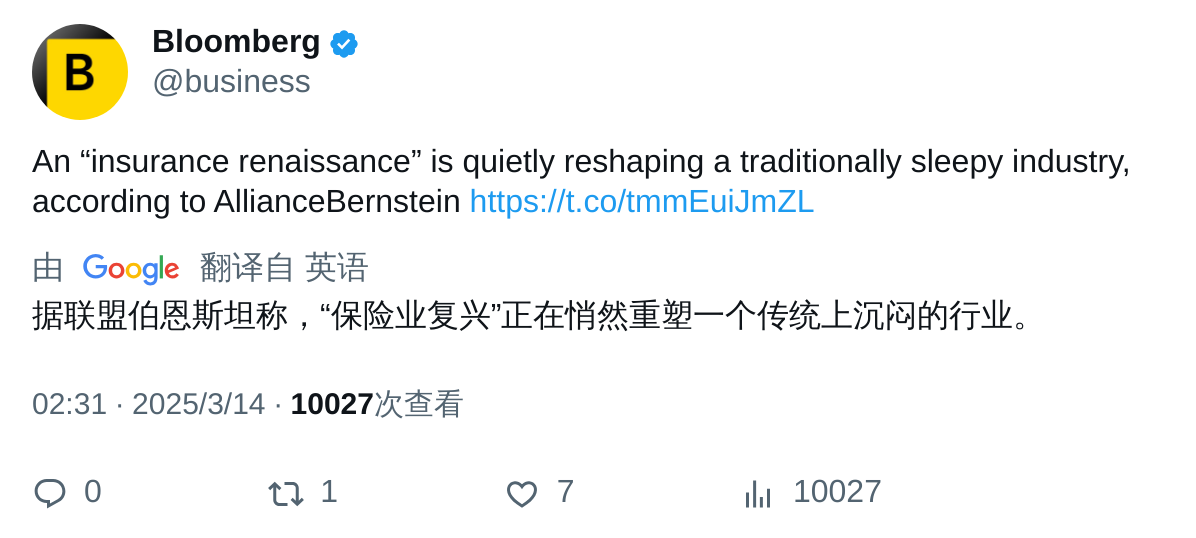 B
Bloomberg
@business
An “insurance renaissance” is quietly reshaping a traditionally sleepy industry,
according to AllianceBernstein https://t.co/tmmEuiJmZL
由 Google 翻译自 英语
据联盟伯恩斯坦称，“保险业复兴”正在悄然重塑一个传统上沉闷的行业。
02:31 · 2025/3/14 · 10027次查看
0 1 7 10027